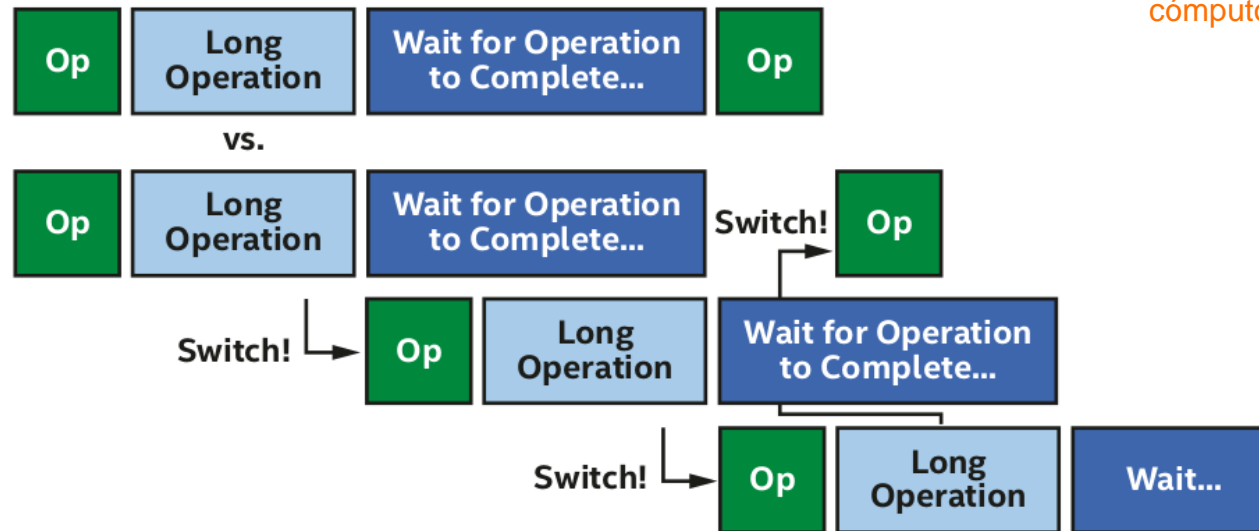 cómputo
Op
Long
Operation
Wait for Operation
to Complete...
Op
vs.
Op
Long
Operation
Wait for Operation
to Complete...
Switch!
Op
Switch!
Op
Long
Operation
Wait for Operation
to Complete...
Switch!
Op
Long
Operation
Wait...